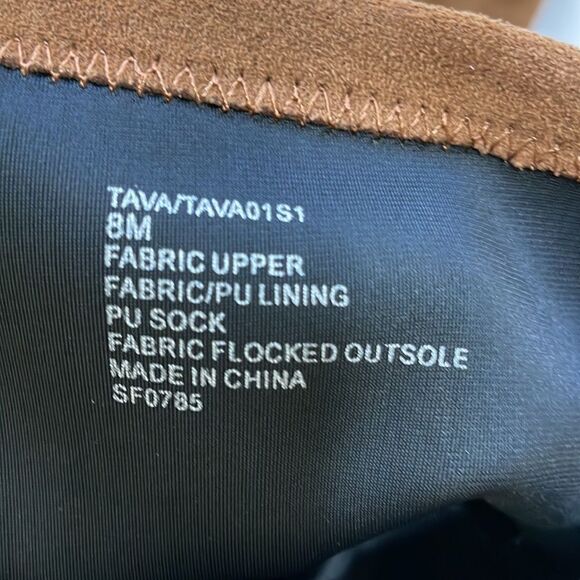 TAVA/TAVA01S1
8M
FABRIC UPPER
FABRIC/PU LINING
PU SOCK
FABRIC FLOCKED OUTSOLE
MADE IN CHINA
SF0785